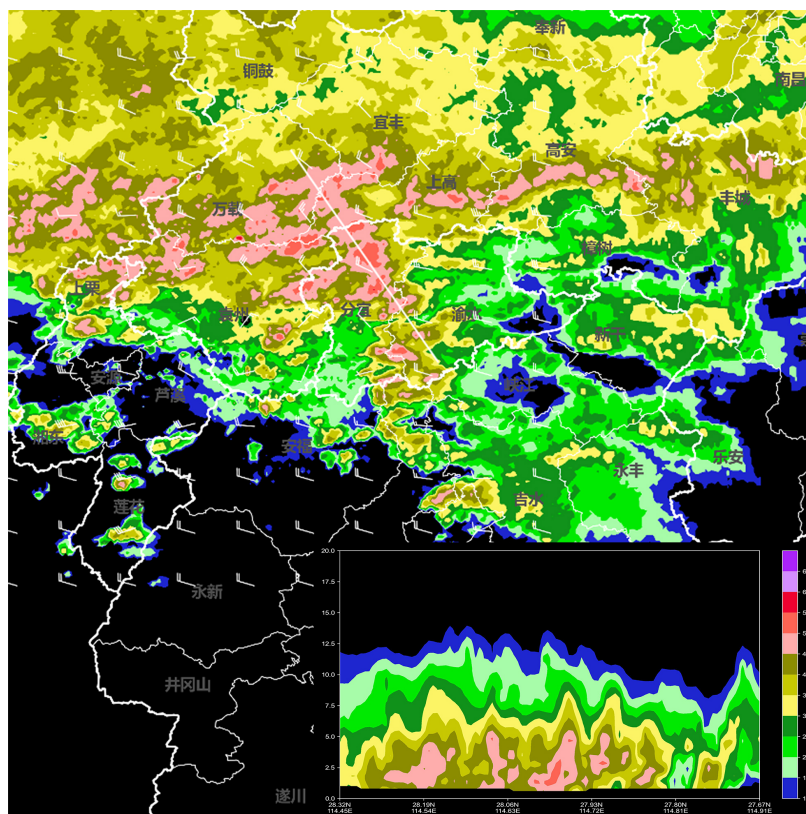 奉新
铜鼓
南昌
宜丰
高安
上高
万载
丰城
樟树
上栗
袁州
分宜
渝水
新干
安源
芦溪
峡江
湘东
安福
乐安
永丰
莲花
吉水
永新
井冈山
遂川
20.0
17.5
15.0
12.5
10.0
7.5
5.0
2.5
0.0
28.32N 28.19N 28.06N 27.93N 27.80N 27.67N
114.45E 114.54E 114.63E 114.72E 114.81E 114.91E